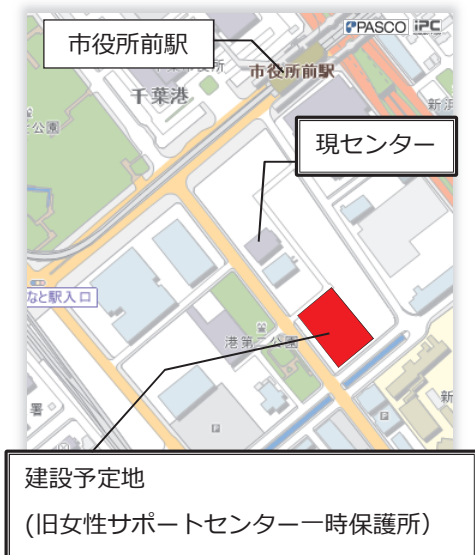 PASCO iPC
市役所前駅
市役所前駅
千葉港
新
現センター
公園
なと駅入口
港第二公園
署
新
建設予定地
(旧女性サポートセンター一時保護所）